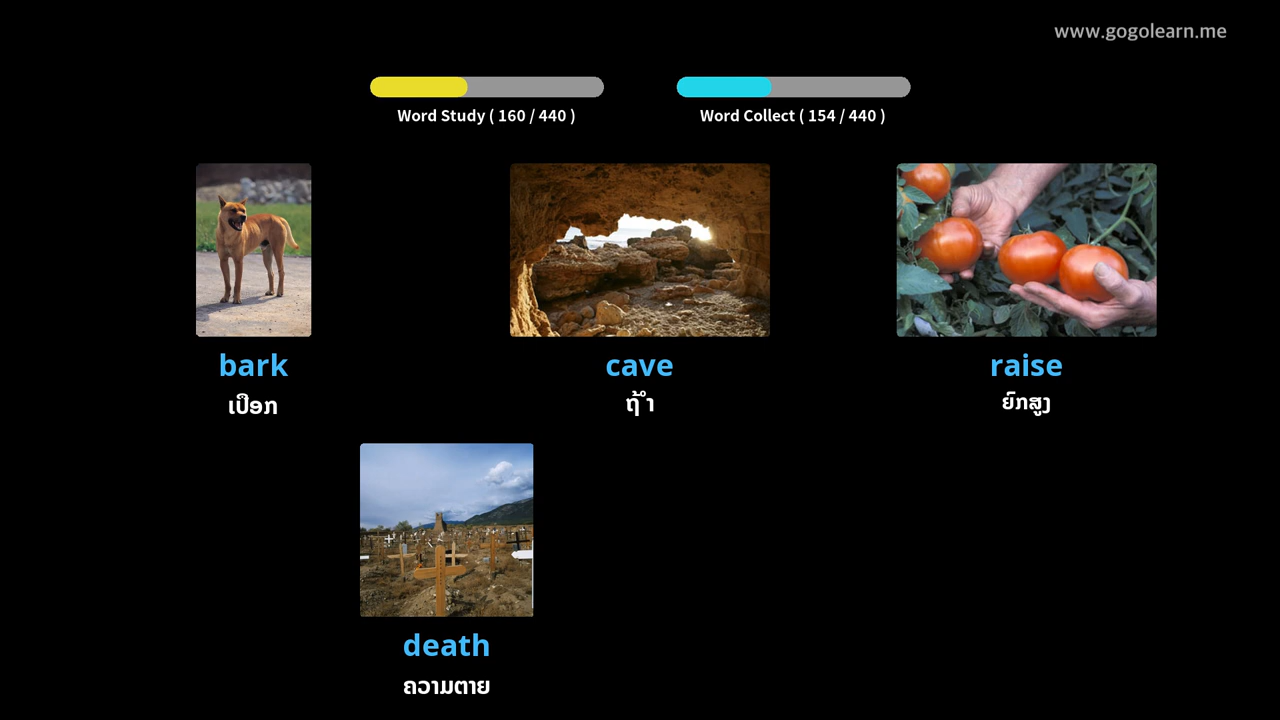 www.gogolearn.me
Word Study ( 160 / 440 )
Word Collect ( 154 / 440 )
bark
ເປືອກ
cave
ຖ້ໍາ
raise
ຍົກສູງ
death
ຄວາມຕາຍ